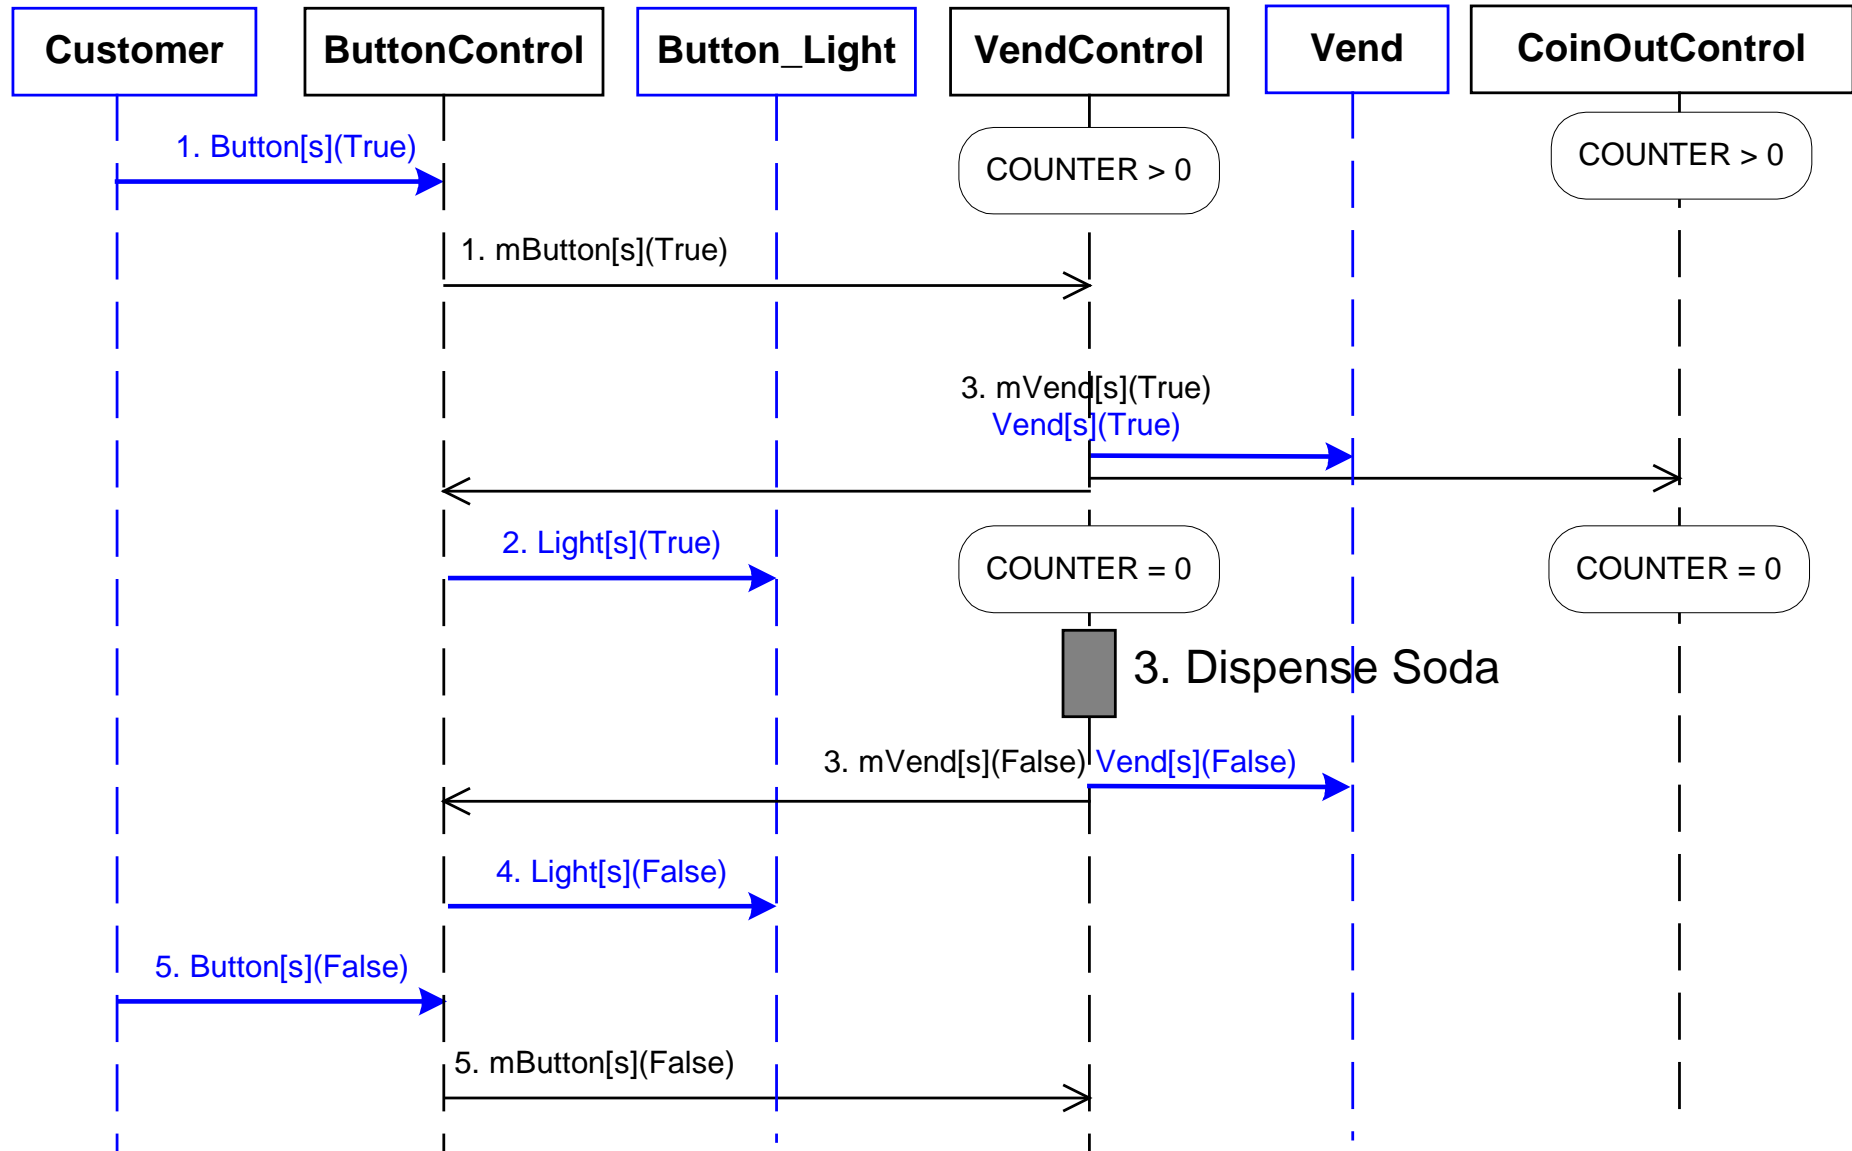 Customer
ButtonControl
Button_Light
VendControl
Vend
CoinOutControl
1. Button[s](True)
COUNTER > 0
COUNTER > 0
1. mButton[s](True)
3. mVend[s](True)
Vend[s](True)
2. Light[s](True)
COUNTER = 0
COUNTER = 0
3. Dispense Soda
3. mVend[s](False)
Vend[s](False)
4. Light[s](False)
5. Button[s](False)
5. mButton[s](False)